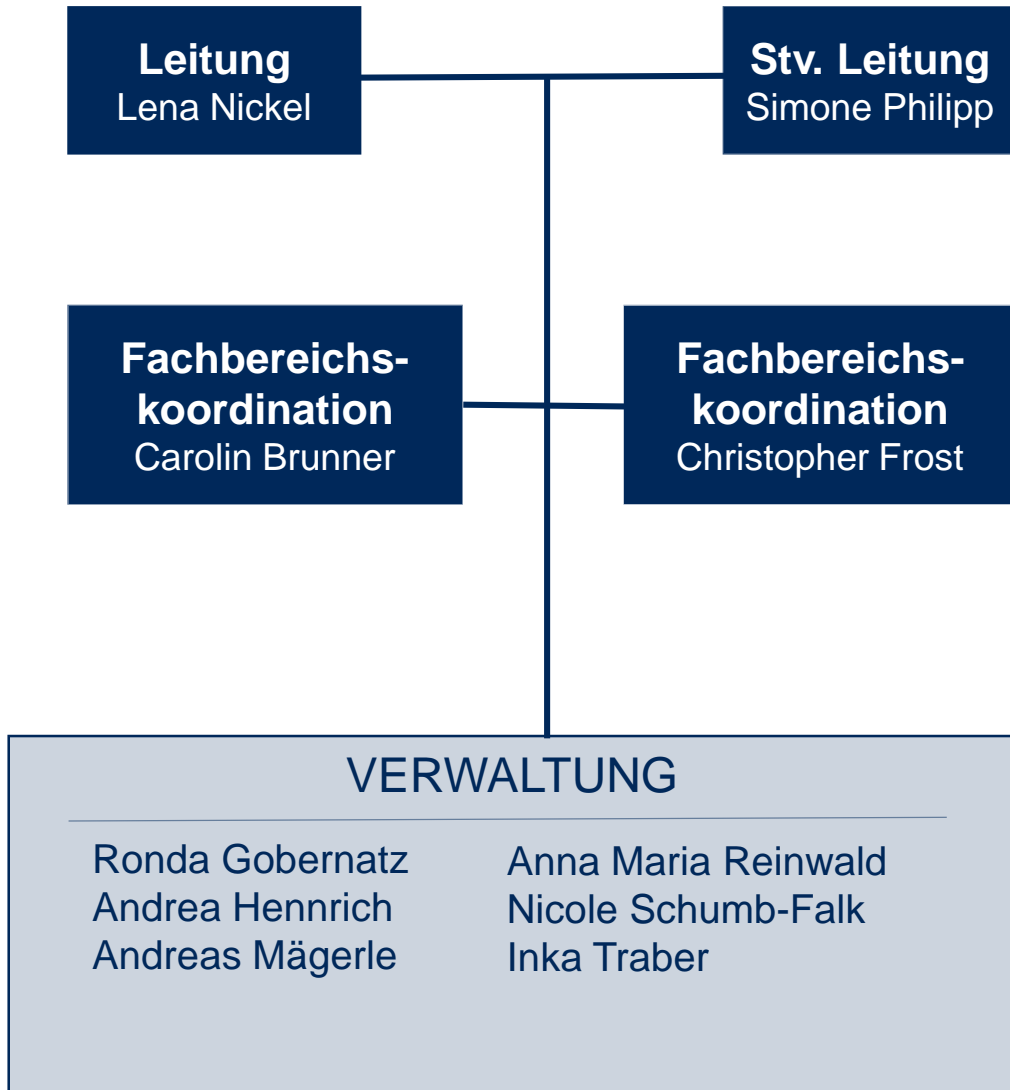 Leitung
Lena Nickel
Stv. Leitung
Simone Philipp
Fachbereichs-
koordination
Carolin Brunner
Fachbereichs-
koordination
Christopher Frost
VERWALTUNG
Ronda Gobernatz
Andrea Hennrich
Andreas Mägerle
Anna Maria Reinwald
Nicole Schumb-Falk
Inka Traber